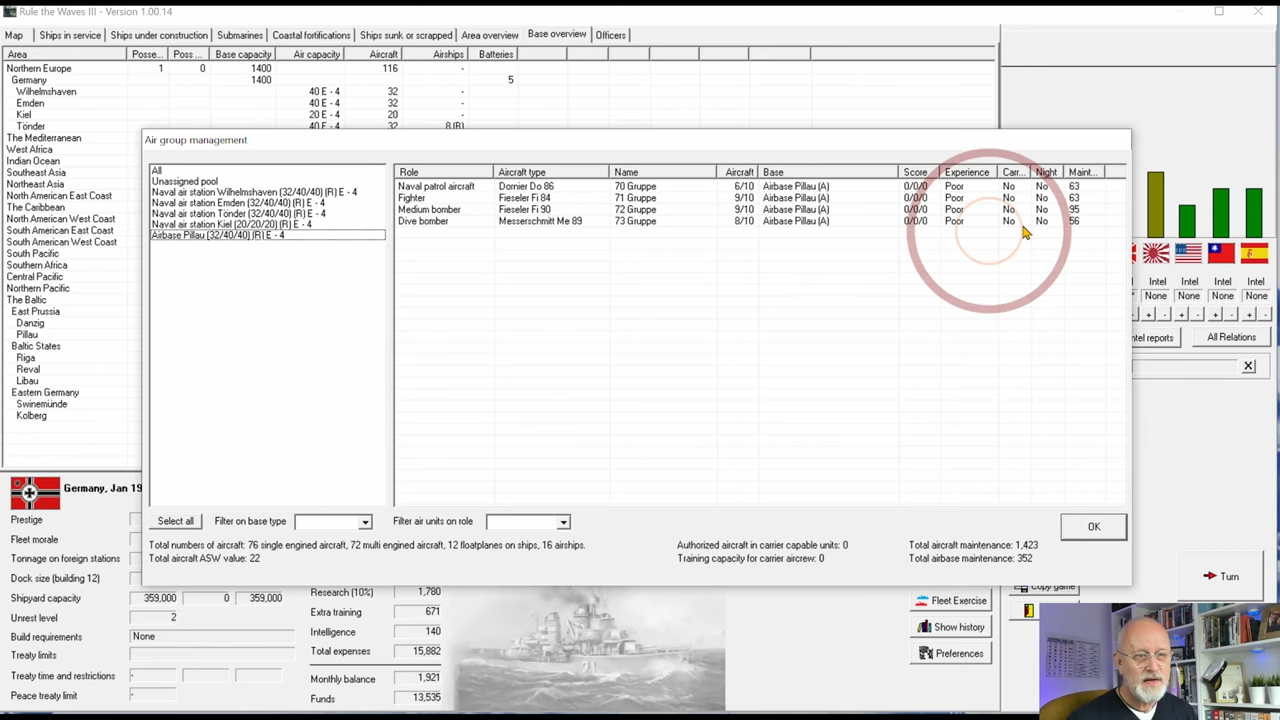 Rule the Waves III - Version 1.00.14
Map Ships in service Ships under construction Submarines Coastal fortifications Ships sunk or scrapped Area overview Base overview Officers
Area Posse... Poss ... Base capacity Air capacity Aircraft Airships Batteries
Northern Europe 1 0 1400 116 -
Germany 1400 5
Wilhelmshaven 40 E - 4 32
Emden 40 E - 4 32
Kiel 20 E - 4 20
Tönder 40 E - 4 32 8 (R)
The Mediterranean
West Africa
Indian Ocean
Southeast Asia
Northeast Asia
North American East Coast
The Caribbean
North American West Coast
South American East Coast
South American West Coast
South Pacific
Southern Africa
Central Pacific
Northern Pacific
The Baltic
East Prussia
Danzig
Pillau
Baltic States
Riga
Reval
Libau
Eastern Germany
Swinemünde
Kolberg
Air group management
All
Unassigned pool
Naval air station Wilhelmshaven (32/40/40) (R) E - 4
Naval air station Emden (32/40/40) (R) E - 4
Naval air station Tönder (32/40/40) (R) E - 4
Naval air station Kiel (20/20/20) (R) E - 4
Airbase Pillau (32/40/40) (R) E - 4
Role Aircraft type Name Aircraft Base Score Experience Carr... Night Maint...
Naval patrol aircraft Dornier Do 86 70 Gruppe 6/10 Airbase Pillau (A) 0/0/0 Poor No No 63
Fighter Fieseler Fi 84 71 Gruppe 9/10 Airbase Pillau (A) 0/0/0 Poor No No 63
Medium bomber Fieseler Fi 90 72 Gruppe 9/10 Airbase Pillau (A) 0/0/0 Poor No No 95
Dive bomber Messerschmitt Me 89 73 Gruppe 8/10 Airbase Pillau (A) 0/0/0 Poor No No 56
Select all Filter on base type Filter air units on role OK
Total numbers of aircraft: 76 single engined aircraft, 72 multi engined aircraft, 12 floatplanes on ships, 16 airships.
Total aircraft ASW value: 22
Authorized aircraft in carrier capable units: 0
Training capacity for carrier aircrew: 0
Total aircraft maintenance: 1,423
Total airbase maintenance: 352
Intel Intel Intel Intel
None None None None
+ - + - + - + -
ntel reports All Relations
X
Germany, Jan 19
Prestige
Fleet morale
Tonnage on foreign stations
Dock size (building 12)
Shipyard capacity 359,000 0 359,000
Unrest level 2
Build requirements None
Treaty limits
Treaty time and restrictions -
Peace treaty limit -
Research (10%) 1,780
Extra training 671
Intelligence 140
Total expenses 15,882
Monthly balance 1,921
Funds 13,535
Copy game
Fleet Exercise
Show history
Preferences
Turn